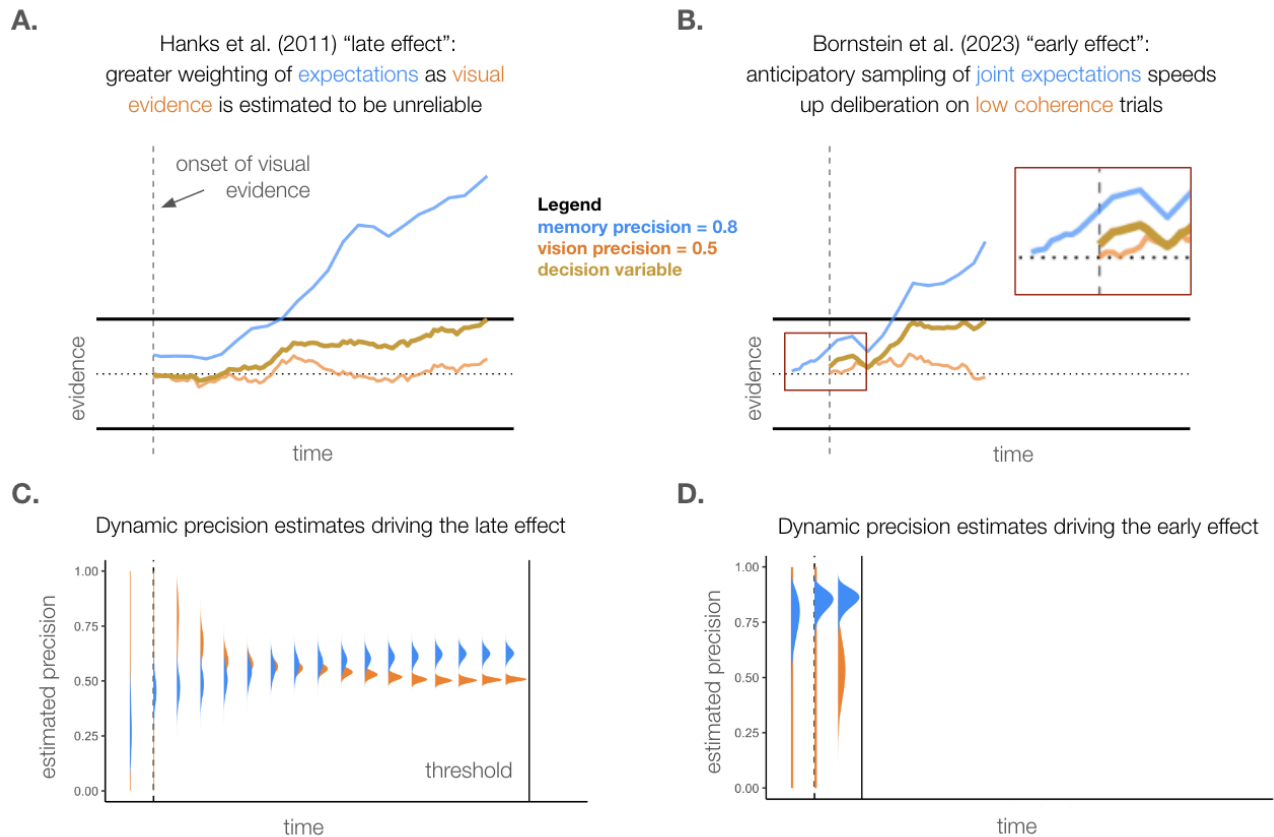 A.
Hanks et al. (2011) “late effect”:
greater weighting of expectations as visual
evidence is estimated to be unreliable
onset of visual
evidence
evidence
time
Legend
memory precision = 0.8
vision precision = 0.5
decision variable
B.
Bornstein et al. (2023) “early effect”:
anticipatory sampling of joint expectations speeds
up deliberation on low coherence trials
evidence
time
C.
Dynamic precision estimates driving the late effect
estimated precision
1.00
0.75
0.50
0.25
0.00
threshold
time
D.
Dynamic precision estimates driving the early effect
estimated precision
1.00
0.75
0.50
0.25
0.00
time